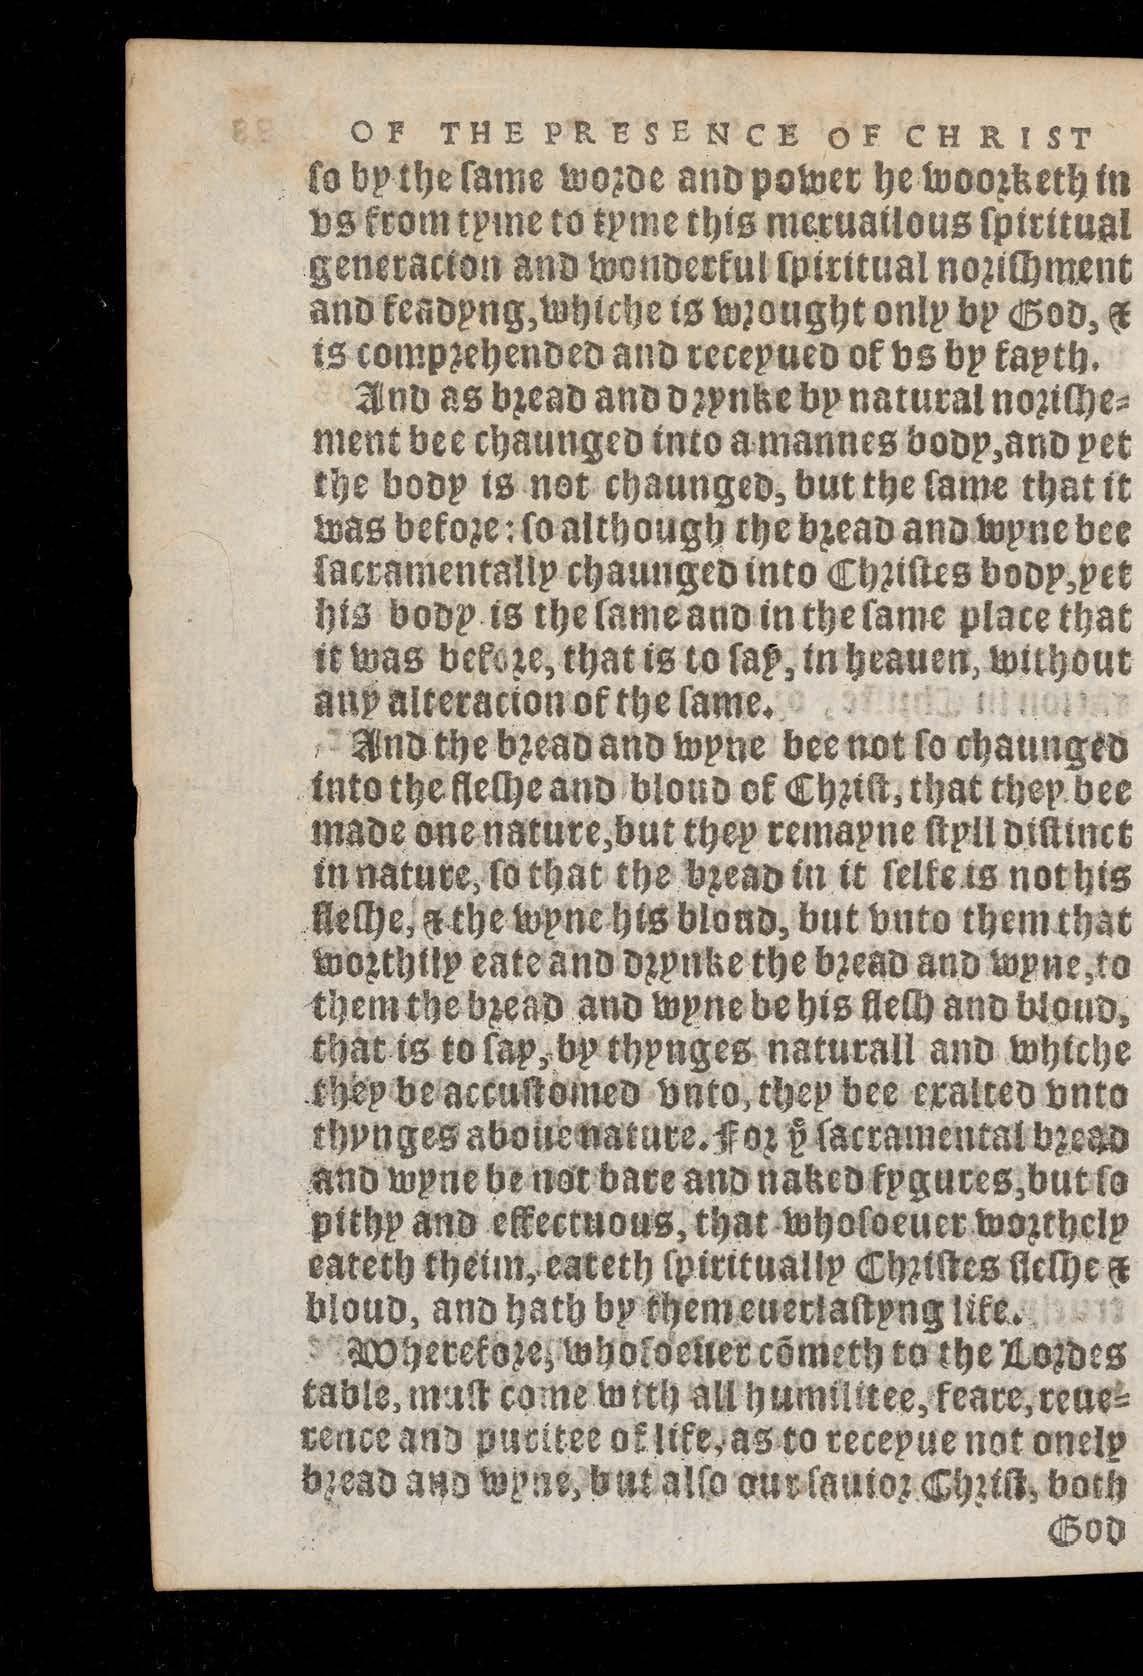 OF THE PRESENCE OF CHRIST
ſo by the ſame worde and power he woorketh in
vs from tyme to tyme this meruailous ſpiritual
generacion and wonderful ſpiritual noriſhment
and feadyng, whiche is wrought only by God, &
is comprehended and receyued of vs by fayth.
And as bread and drynke by natural noriſhe-
ment bee chaunged into a mannes body, and yet
the body is not chaunged, but the ſame that it
was before: ſo although the bread and wyne bee
ſacramentally chaunged into Chriſtes body, yet
his body is the ſame and in the ſame place that
it was before, that is to ſay, in heauen, without
any alteracion of the ſame.
And the bread and wyne bee not ſo chaunged
into the fleſhe and bloud of Chriſt, that they bee
made one nature, but they remayne ſtyll diſtinct
in nature, ſo that the bread in it ſelfe is not his
fleſhe, & the wyne his bloud, but vnto them that
worthily eate and drynke the bread and wyne, to
them the bread and wyne be his fleſh and bloud,
that is to ſay, by thynges naturall and whiche
they be accuſtomed vnto, they bee exalted vnto
thynges aboue nature. For yͤ ſacramental bread
and wyne be not bare and naked fygures, but ſo
pithy and effectuous, that whoſoeuer worthely
eateth theim, eateth ſpiritually Chriſtes fleſhe &
bloud, and hath by them euerlaſtyng life.
Wherefore, whoſoeuer cōmeth to the Lordes
table, muſt come with all humilitee, feare, reue-
rence and puritee of life, as to receyue not onely
bread and wyne, but alſo our ſauior Chriſt, both
God